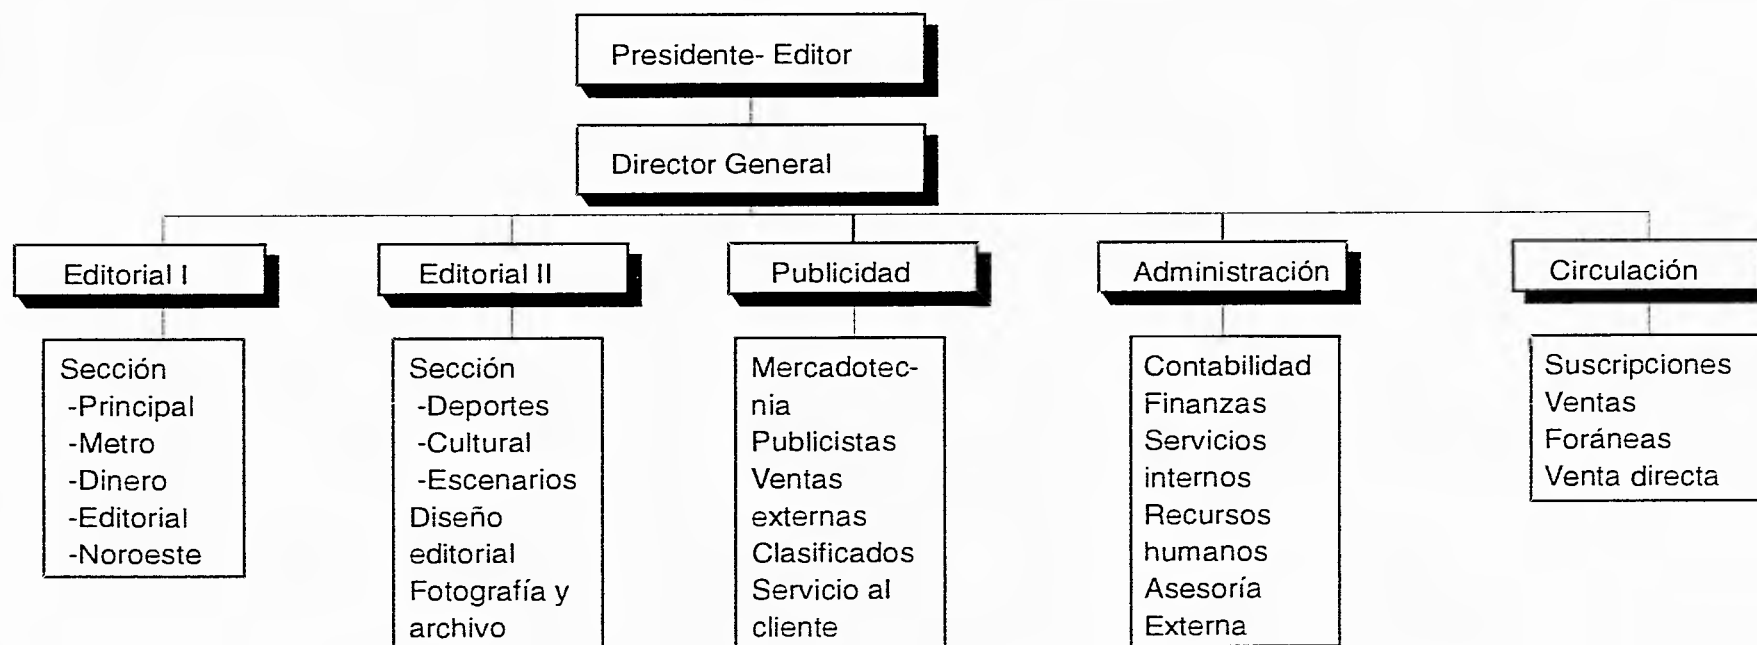 Presidente- Editor
Director General
Editorial I
Editorial II
Publicidad
Administración
Circulación
Sección
-Principal
-Metro
-Dinero
-Editorial
-Noroeste
Sección
-Deportes
-Cultural
-Escenarios
Diseño
editorial
Fotografía y
archivo
Mercadotec-
nia
Publicistas
Ventas
externas
Clasificados
Servicio al
cliente
Contabilidad
Finanzas
Servicios
internos
Recursos
humanos
Asesoría
Externa
Suscripciones
Ventas
Foráneas
Venta directa